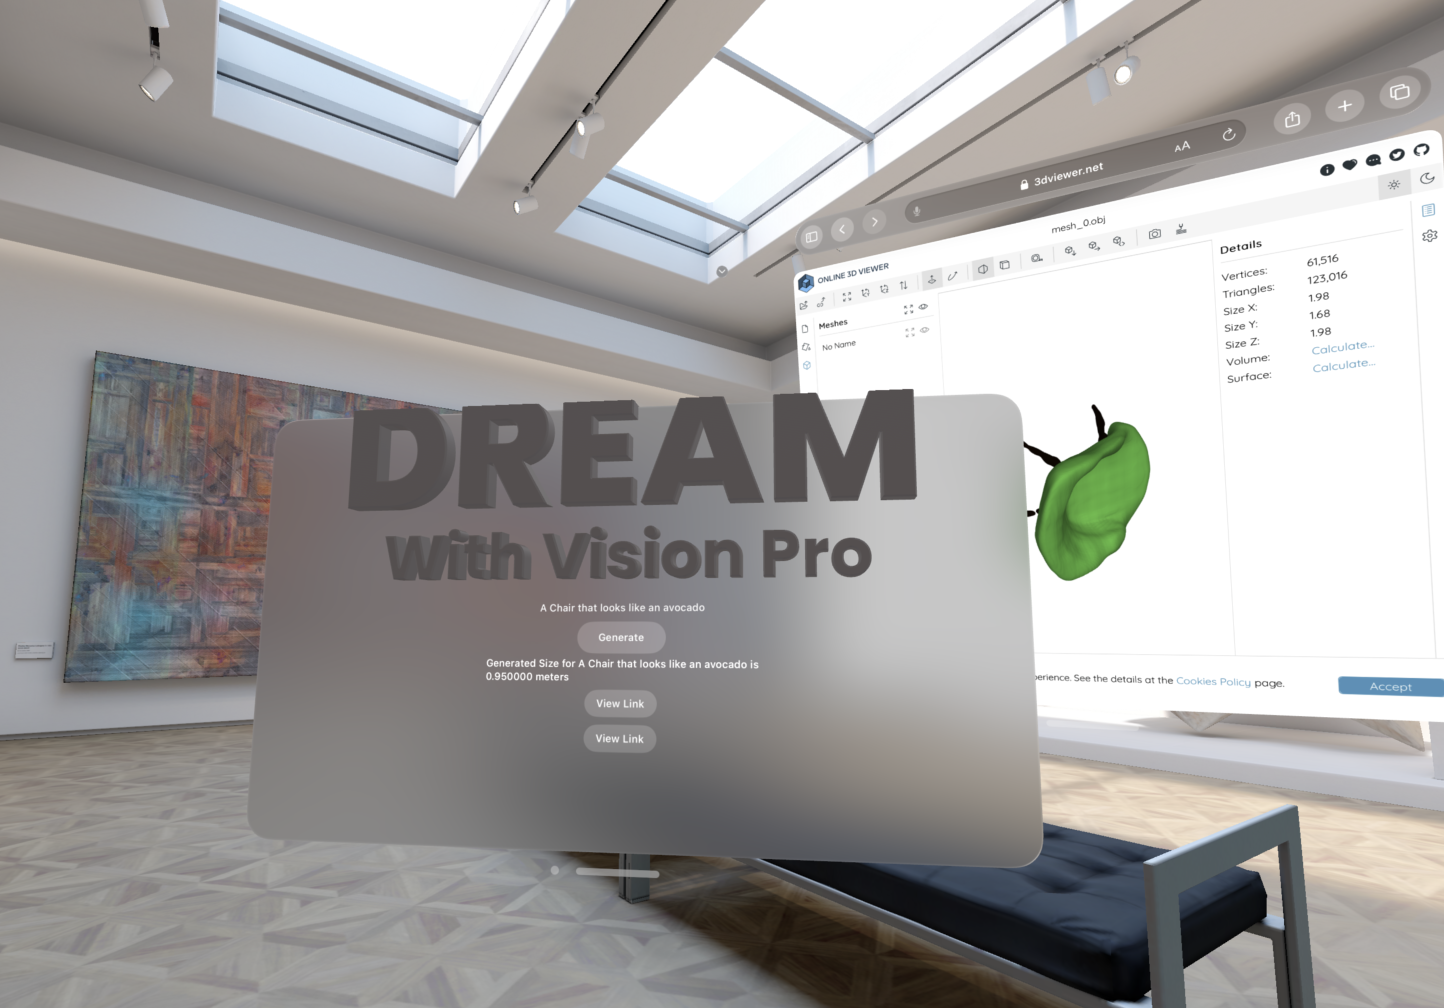 3dviewer.net
AA
mesh_0.obj
ONLINE 3D VIEWER
Meshes
No Name
Details
Vertices: 61,516
Triangles: 123,016
Size X: 1.98
Size Y: 1.68
Size Z: 1.98
Volume: Calculate...
Surface: Calculate...
DREAM
With Vision Pro
A Chair that looks like an avocado
Generate
Generated Size for A Chair that looks like an avocado is
0.950000 meters
View Link
View Link
See the details at the Cookies Policy page.
Accept